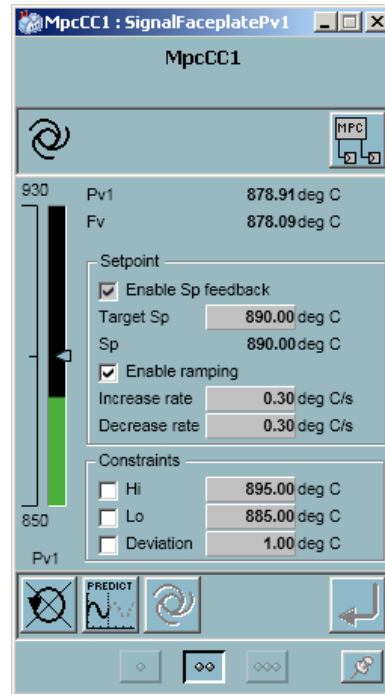 MpcCC1 : SignalFaceplatePv1
MpcCC1
MPC
930
Pv1 878.91 deg C
Fv 878.09 deg C
Setpoint
Enable Sp feedback
Target Sp 890.00 deg C
Sp 890.00 deg C
Enable ramping
Increase rate 0.30 deg C/s
Decrease rate 0.30 deg C/s
Constraints
Hi 895.00 deg C
Lo 885.00 deg C
850
Deviation 1.00 deg C
Pv1
PREDICT